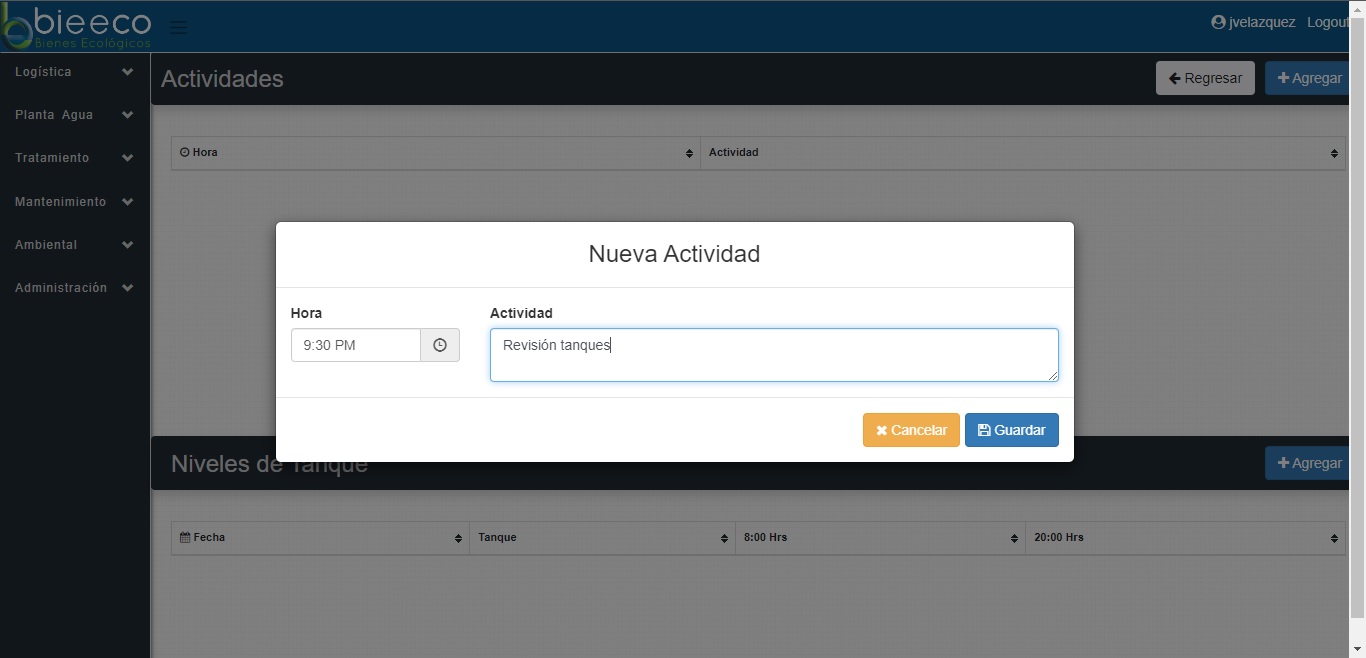 bieeco
Bienes Ecológicos
jvelazquez Logout
Logística
Planta Agua
Tratamiento
Mantenimiento
Ambiental
Administración
Actividades
Regresar
Agregar
Hora
Actividad
Nueva Actividad
Hora
Actividad
9:30 PM
Revisión tanques
Cancelar
Guardar
Niveles de Tanque
Agregar
Fecha
Tanque
8:00 Hrs
20:00 Hrs